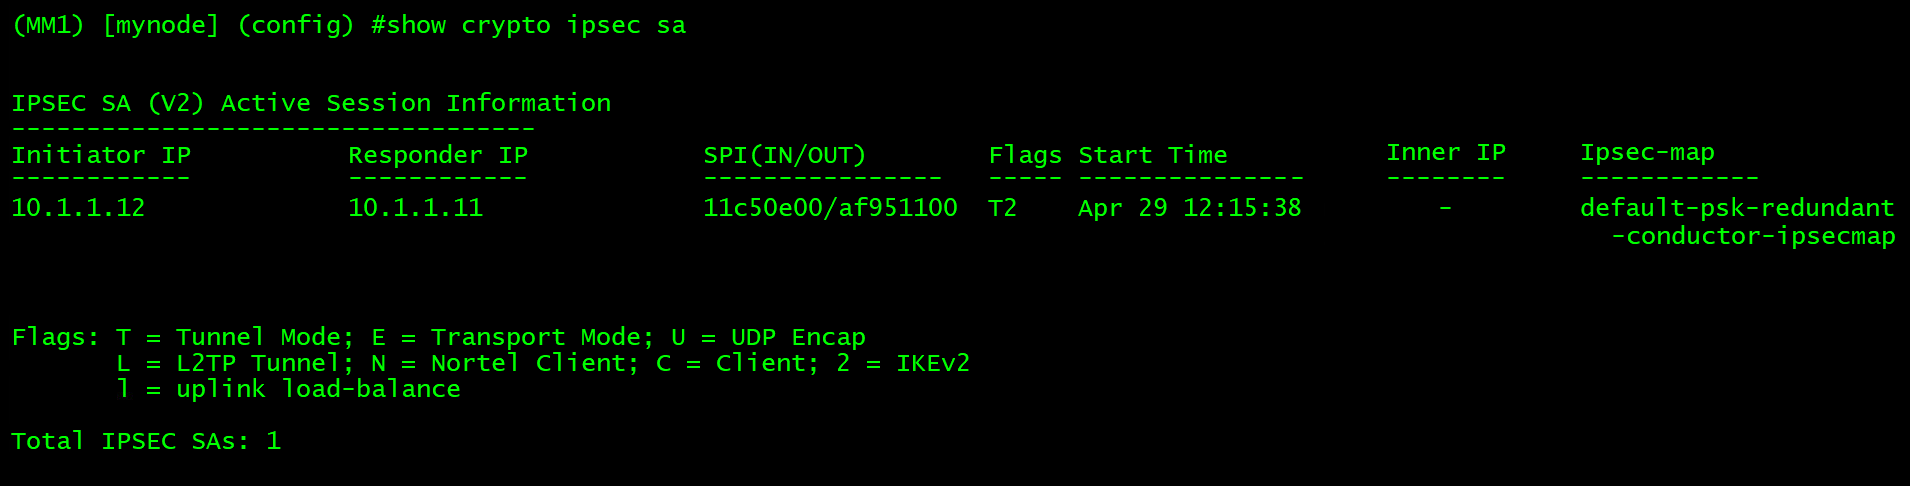 (MM1) [mynode] (config) #show crypto ipsec sa
IPSEC SA (V2) Active Session Information
-----------------------------------
Initiator IP Responder IP SPI(IN/OUT) Flags Start Time Inner IP Ipsec-map
------------ ------------ ---------------- ----- --------------- -------- ------------
10.1.1.12 10.1.1.11 11c50e00/af951100 T2 Apr 29 12:15:38 - default-psk-redundant
-conductor-ipsecmap
Flags: T = Tunnel Mode; E = Transport Mode; U = UDP Encap
L = L2TP Tunnel; N = Nortel Client; C = Client; 2 = IKEv2
l = uplink load-balance
Total IPSEC SAs: 1